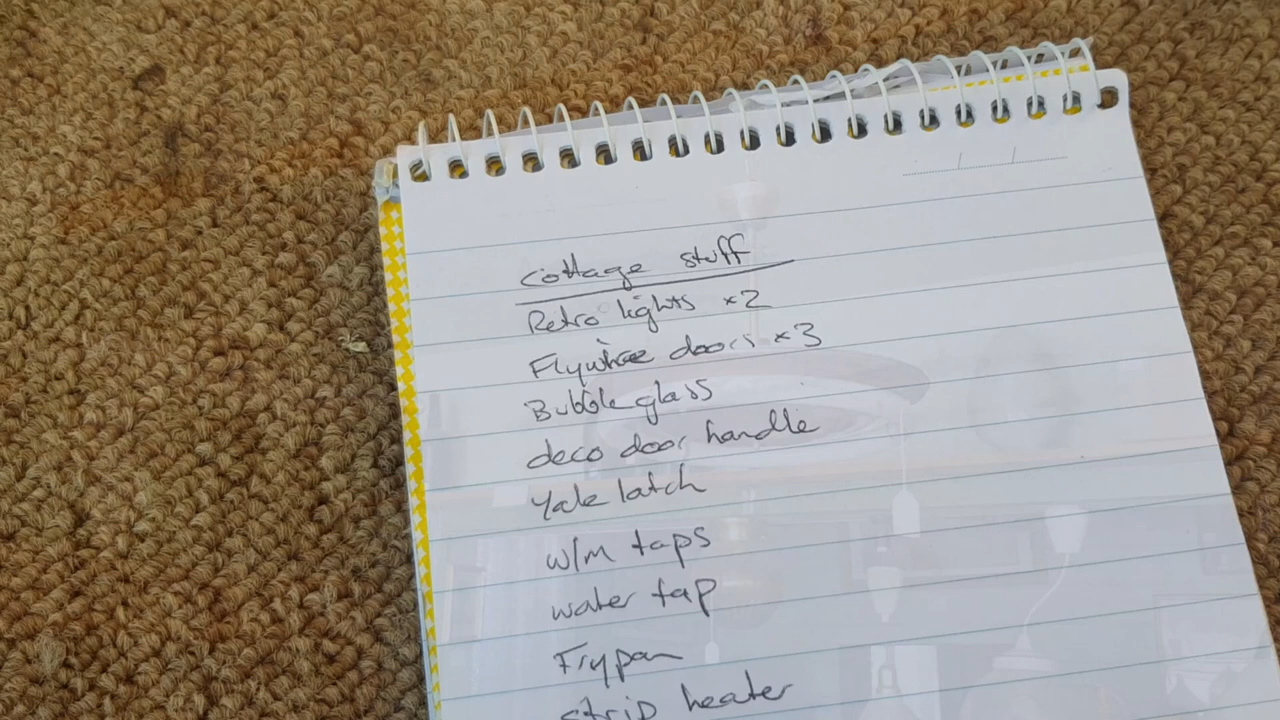 cottage stuff
Retro lights x2
Flywire doors x3
Bubble glass
deco door handle
Yale latch
w/m taps
water tap
Frypan
strip heater